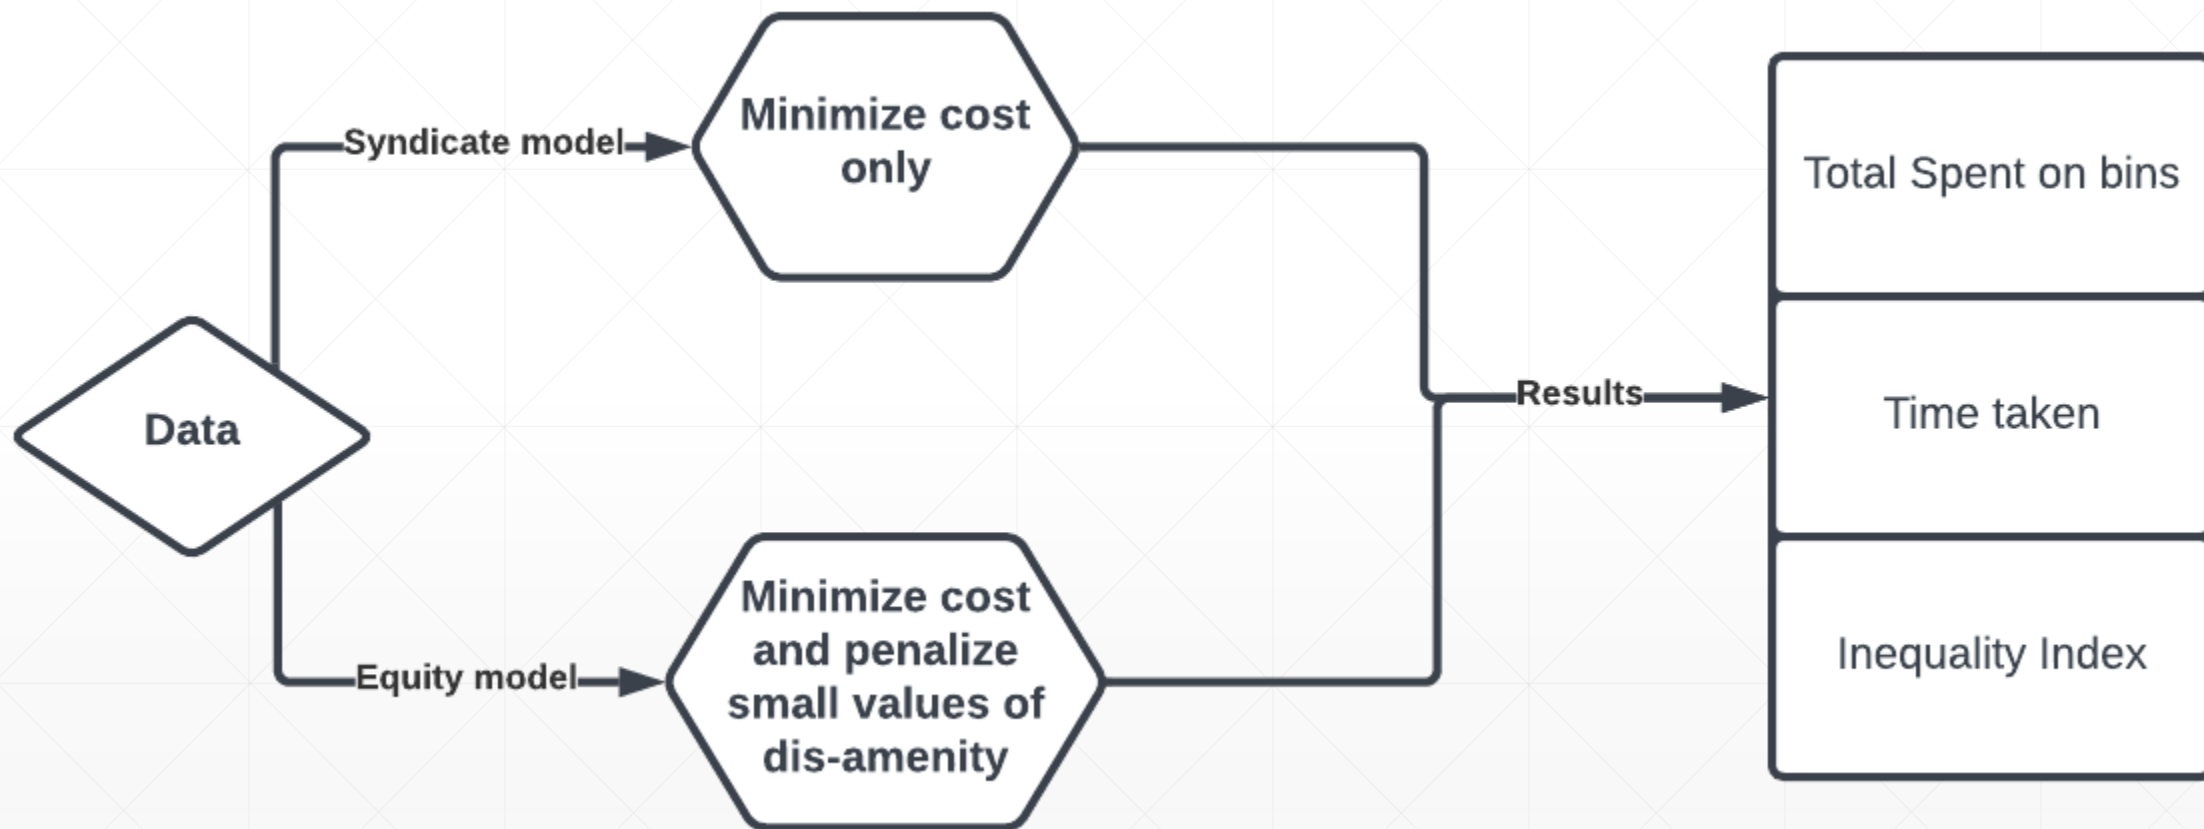 Syndicate model
Minimize cost
only
Data
Equity model
Minimize cost
and penalize
small values of
dis-amenity
Results
Total Spent on bins
Time taken
Inequality Index